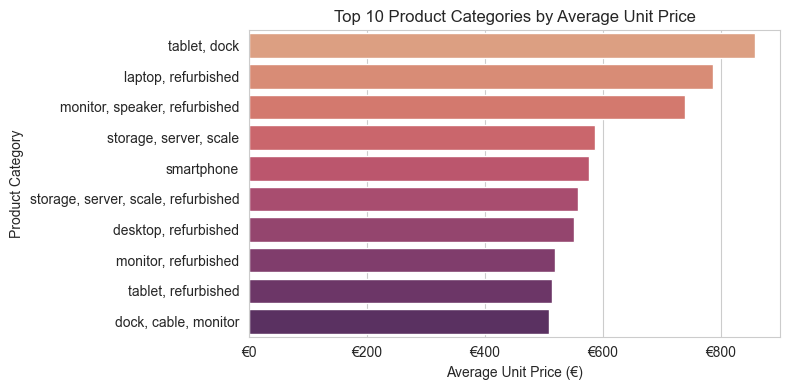 Top 10 Product Categories by Average Unit Price
Product Category
tablet, dock
laptop, refurbished
monitor, speaker, refurbished
storage, server, scale
smartphone
storage, server, scale, refurbished
desktop, refurbished
monitor, refurbished
tablet, refurbished
dock, cable, monitor
€0 €200 €400 €600 €800
Average Unit Price (€)